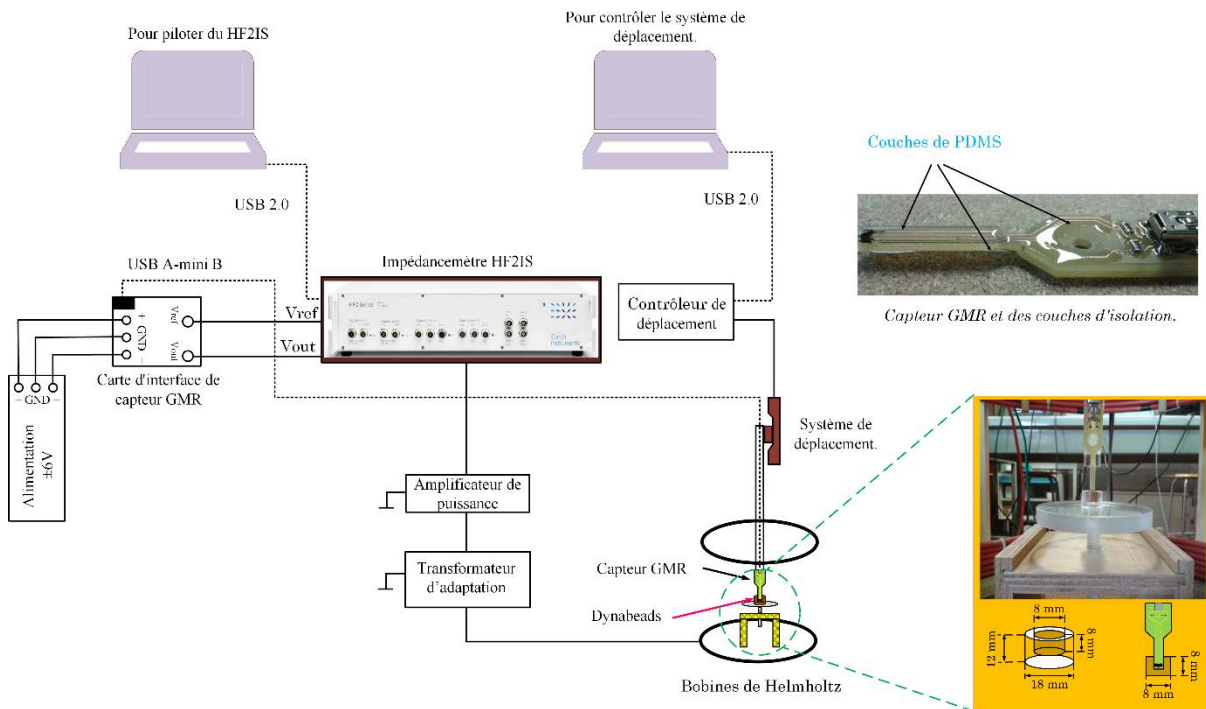 Pour piloter du HF2IS
Pour contrôler le système de
déplacement.
USB 2.0
USB 2.0
Couches de PDMS
Capteur GMR et des couches d'isolation.
USB A-mini B
Impédancemètre HF2IS
HF2 Series
Zurich
Instruments
Contrôleur de
déplacement
+
GND
−
Vref
Vout
Vref
Vout
Carte d'interface de
capteur GMR
− GND −
Alimentation
±9V
Système de
déplacement.
Amplificateur de
puissance
Transformateur
d'adaptation
Capteur GMR
Dynabeads
Bobines de Helmholtz
8 mm
12 mm
8 mm
18 mm
8 mm
8 mm